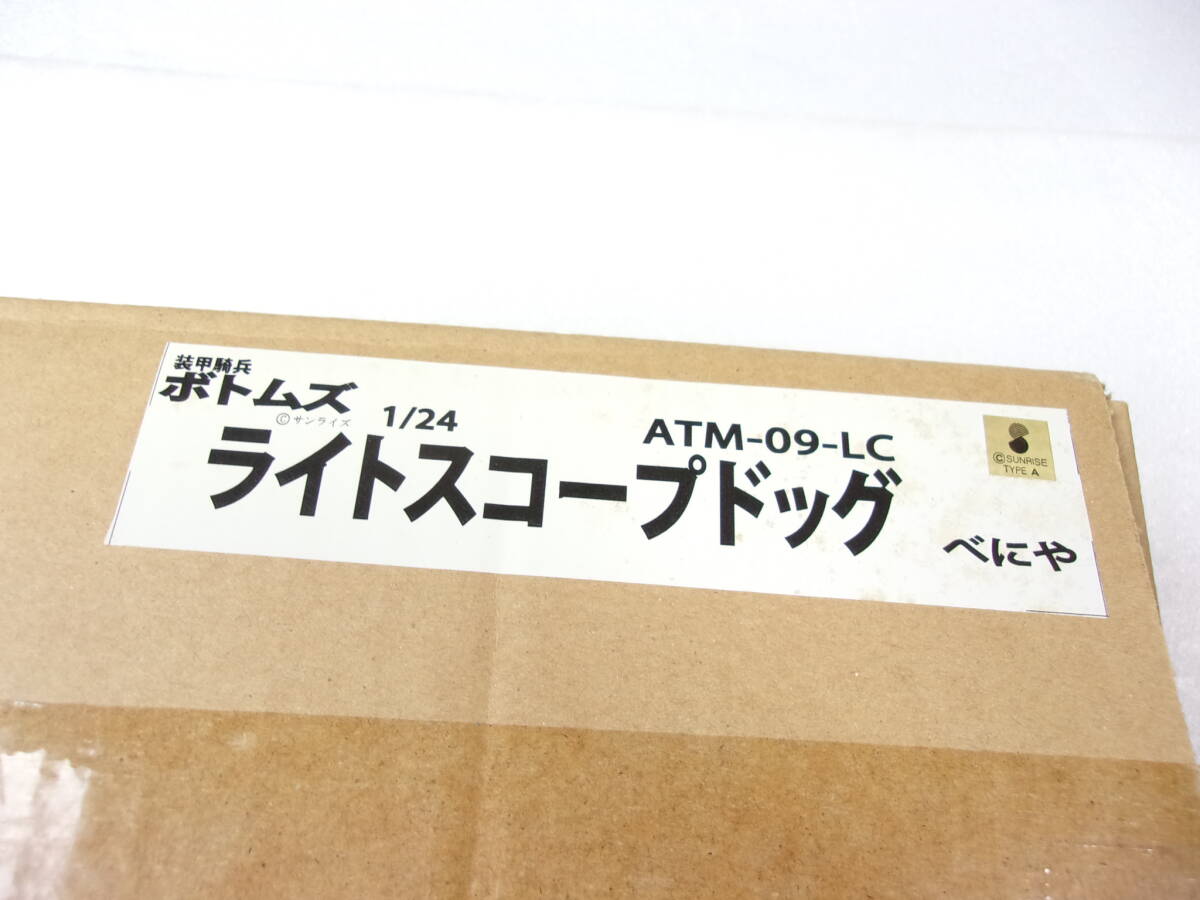 装甲騎兵
ボトムズ
©サンライズ
1/24
ATM-09-LC
ライトスコープドッグ
べにや
©SUNRISE
TYPE A